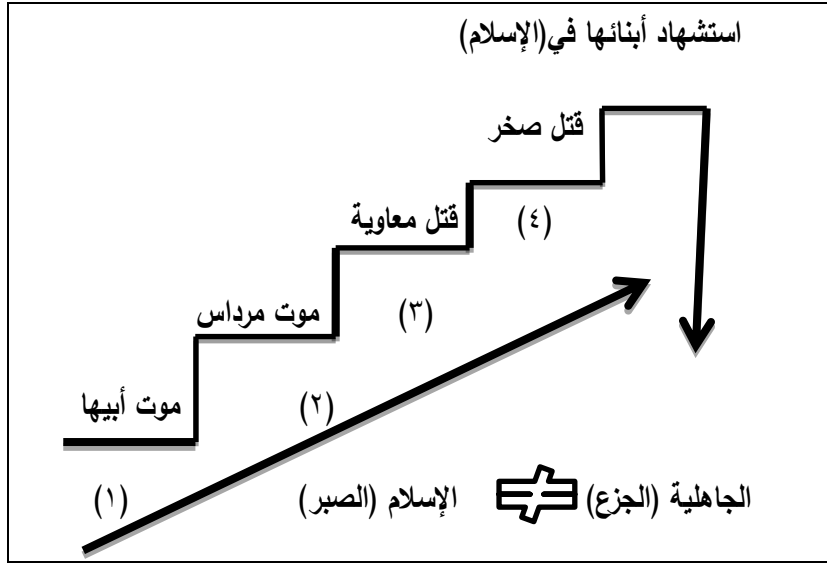 استشهاد أبنائها في(الإسلام)
قتل صخر
قتل معاوية
(٤)
موت مرداس
(٣)
موت أبيها
(٢)
(١)
الجاهلية (الجزع) ≠ الإسلام (الصبر)